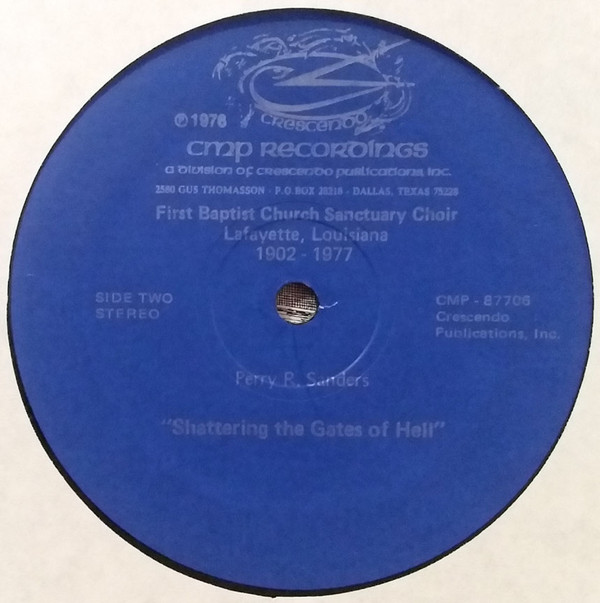 CRESCENDO
℗1976
CMP RECORDINGS
a division of crescendo publications, inc.
2580 GUS THOMASSON · P.O. BOX 28218 · DALLAS, TEXAS 75228
First Baptist Church Sanctuary Choir
Lafayette, Louisiana
1902 - 1977
SIDE TWO
STEREO
CMP - 87706
Crescendo
Publications, Inc.
Perry R. Sanders
"Shattering the Gates of Hell"